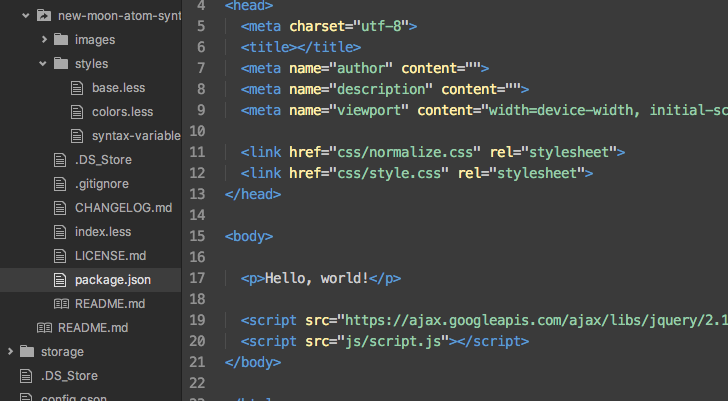 new-moon-atom-synt
images
styles
base.less
colors.less
syntax-variable
.DS_Store
.gitignore
CHANGELOG.md
index.less
LICENSE.md
package.json
README.md
README.md
storage
.DS_Store
config.cson
4 <head>
5 <meta charset="utf-8">
6 <title></title>
7 <meta name="author" content="">
8 <meta name="description" content="">
9 <meta name="viewport" content="width=device-width, initial-sc
10
11 <link href="css/normalize.css" rel="stylesheet">
12 <link href="css/style.css" rel="stylesheet">
13 </head>
14
15 <body>
16
17 <p>Hello, world!</p>
18
19 <script src="https://ajax.googleapis.com/ajax/libs/jquery/2.1
20 <script src="js/script.js"></script>
21 </body>
22